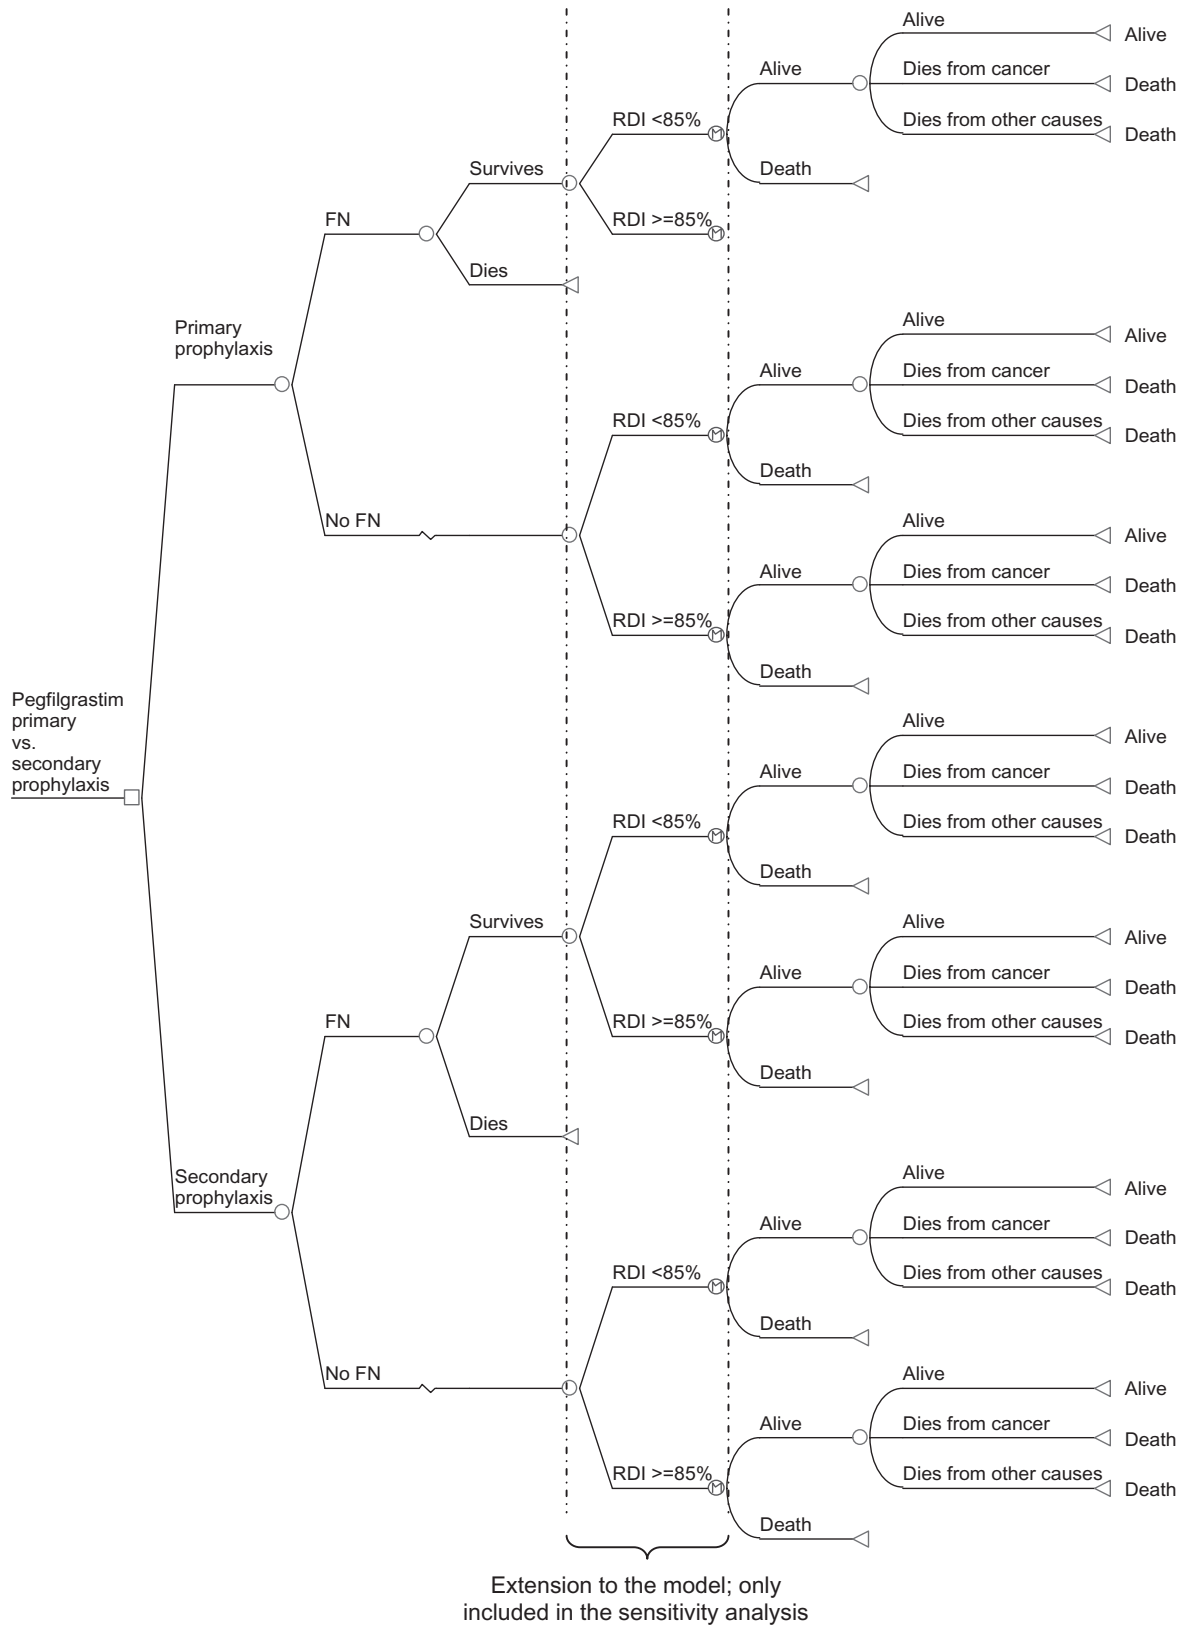 Pegfilgrastim
primary
vs.
secondary
prophylaxis
Primary
prophylaxis
FN
Survives
RDI <85%
Alive
Alive
Alive
Dies from cancer
Death
Dies from other causes
Death
Death
RDI >=85%
Dies
No FN
RDI <85%
Alive
Alive
Alive
Dies from cancer
Death
Dies from other causes
Death
Death
RDI >=85%
Alive
Alive
Alive
Dies from cancer
Death
Dies from other causes
Death
Death
Secondary
prophylaxis
FN
Survives
RDI <85%
Alive
Alive
Alive
Dies from cancer
Death
Dies from other causes
Death
Death
RDI >=85%
Alive
Alive
Alive
Dies from cancer
Death
Dies from other causes
Death
Death
Dies
No FN
RDI <85%
Alive
Alive
Alive
Dies from cancer
Death
Dies from other causes
Death
Death
RDI >=85%
Alive
Alive
Alive
Dies from cancer
Death
Dies from other causes
Death
Death
Extension to the model; only
included in the sensitivity analysis